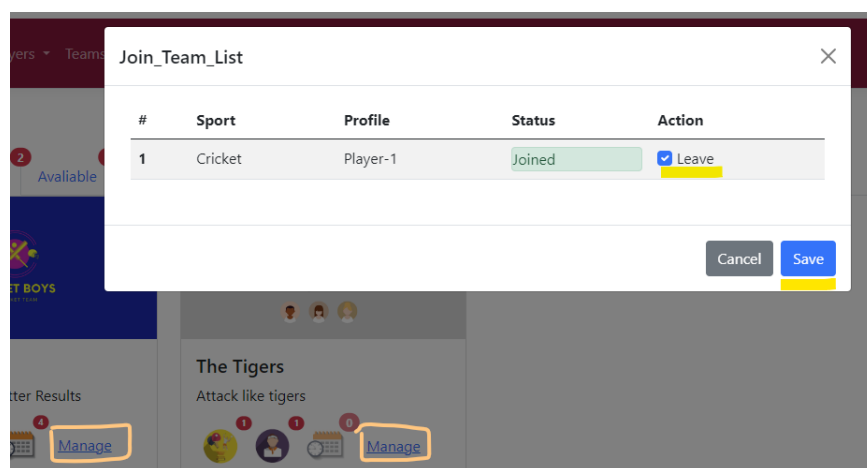 yers Teams
Join_Team_List
# Sport Profile Status Action
1 Cricket Player-1 Joined Leave
2
Avaliable
Cancel Save
ET BOYS
The Tigers
tter Results Attack like tigers
4 1 1 0
Manage Manage